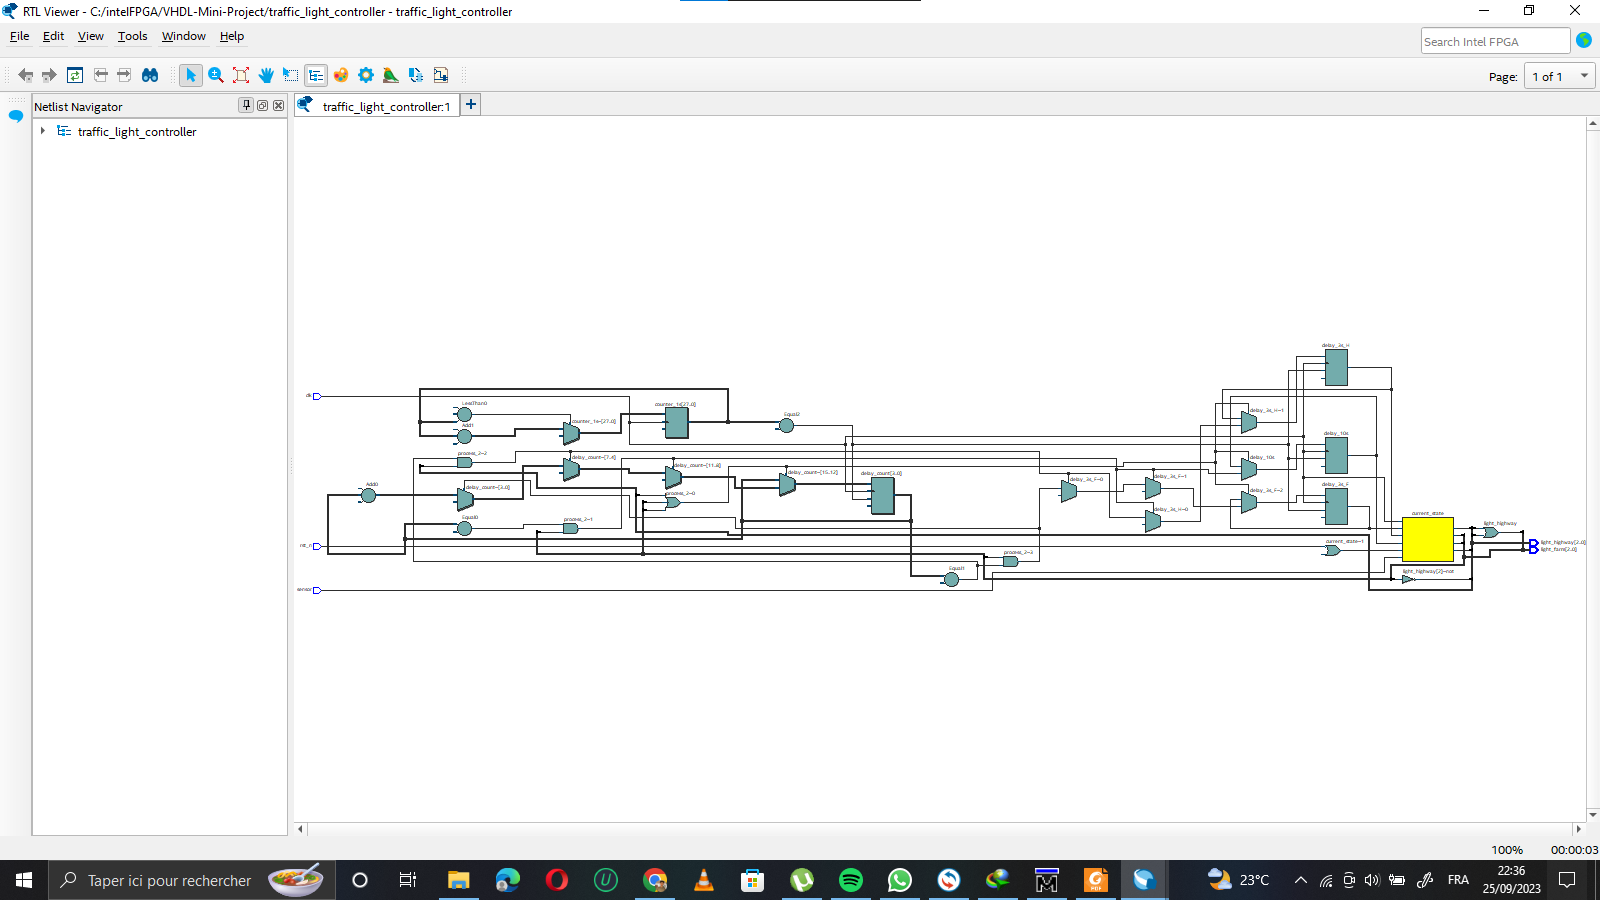 RTL Viewer - C:/intelFPGA/VHDL-Mini-Project/traffic_light_controller - traffic_light_controller
File Edit View Tools Window Help
Search Intel FPGA
Page: 1 of 1
Netlist Navigator
traffic_light_controller:1
traffic_light_controller
delay_3s_H
clk
LessThan0
counter_1s[27..0]
delay_3s_H~1
Add1
counter_1s~[27..0]
Equal2
delay_10s
process_2~2
delay_count~[7..4]
delay_10s
delay_count~[11..8]
delay_count~[15..12]
delay_count[3..0]
delay_3s_F~0
delay_3s_F~1
Add0
delay_count~[3..0]
process_2~0
delay_3s_F~2
delay_3s_F
delay_3s_H~0
Equal0
process_2~1
current_state
light_highway
rst_n
current_state~1
light_highway[2..0]
light_farm[2..0]
process_2~3
Equal1
light_highway[2]~not
sensor
100% 00:00:03
Taper ici pour rechercher
23°C
FRA
22:36
25/09/2023